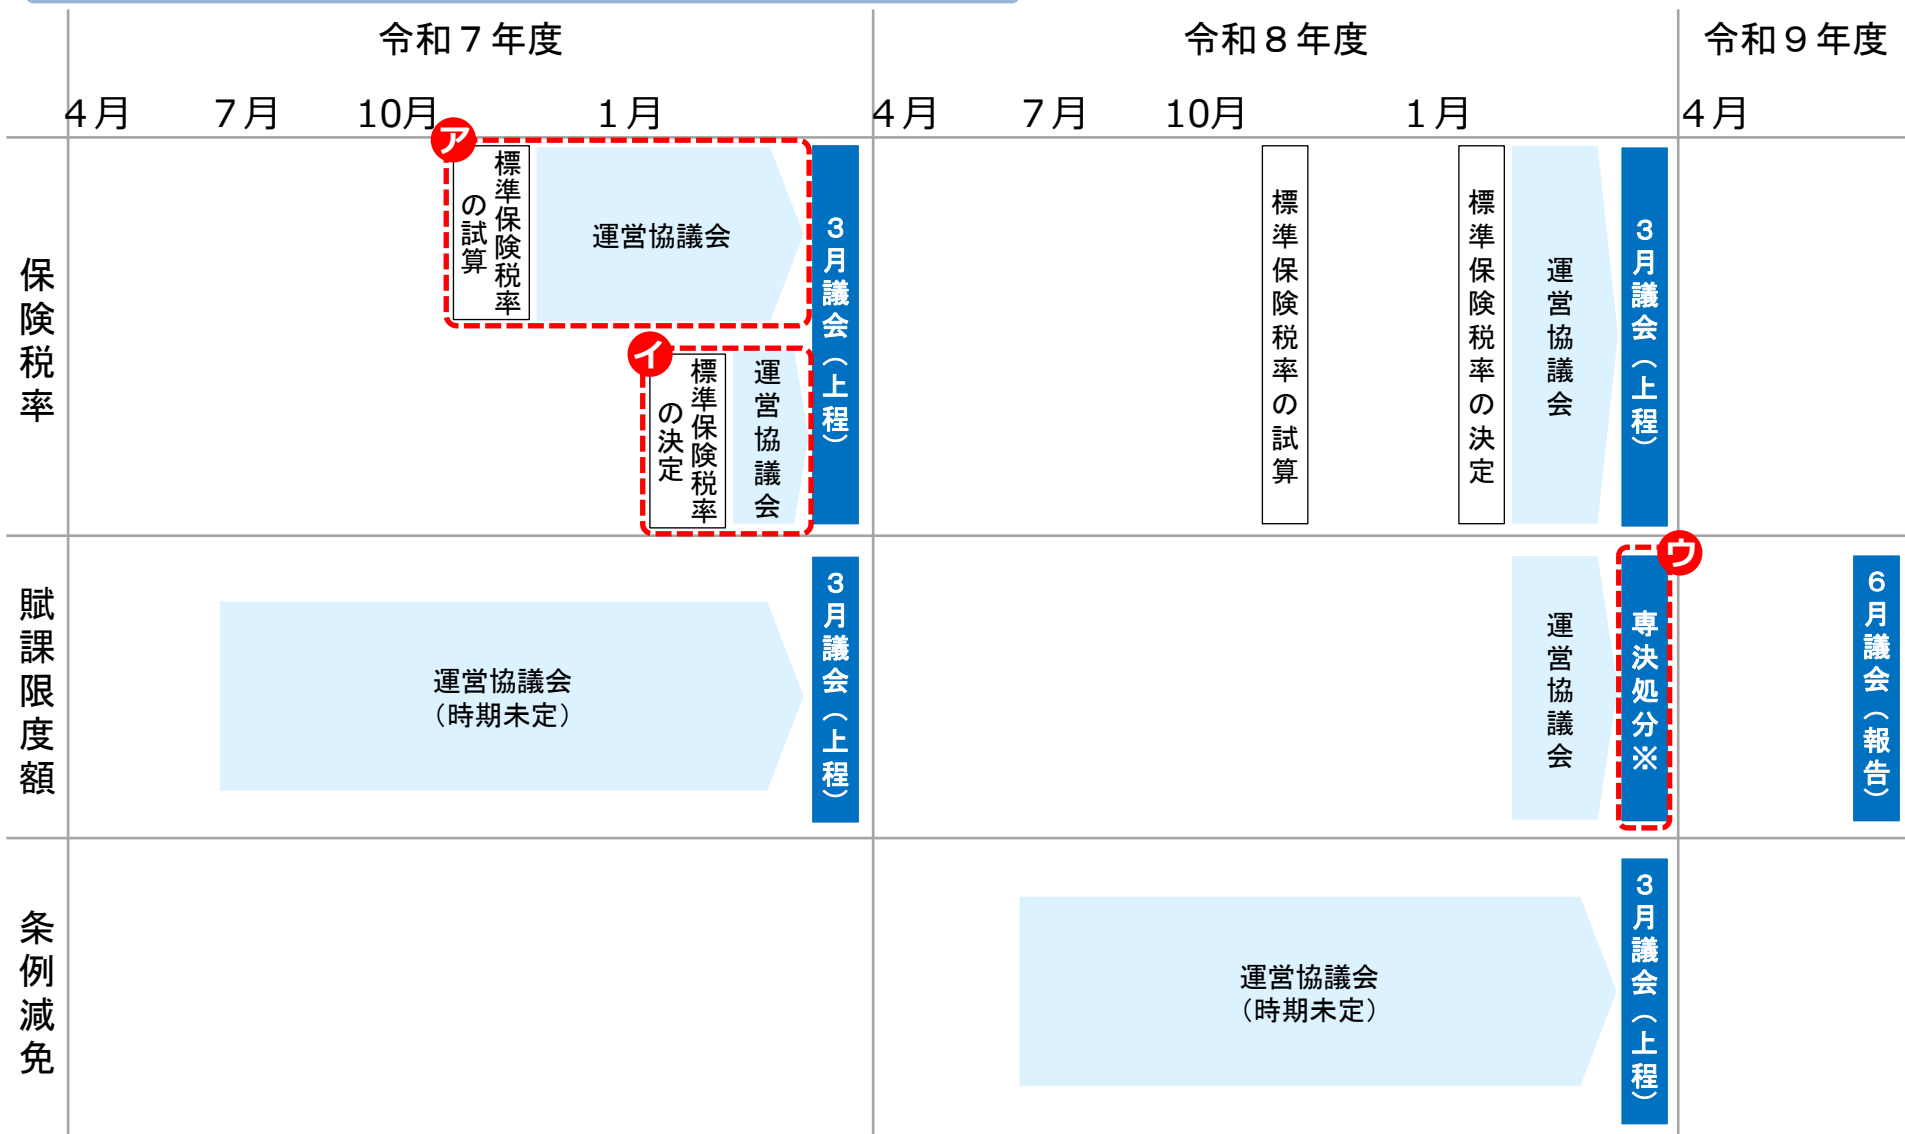 令和７年度
令和８年度
令和９年度
４月
７月
10月
１月
４月
７月
10月
１月
４月
保険税率
ア
標準保険税率
の試算
運営協議会
イ
標準保険税率
の決定
運営協議会
３月議会（上程）
標準保険税率の試算
標準保険税率の決定
運営協議会
３月議会（上程）
賦課限度額
運営協議会
（時期未定）
３月議会（上程）
運営協議会
ウ
専決処分※
６月議会（報告）
条例減免
運営協議会
（時期未定）
３月議会（上程）